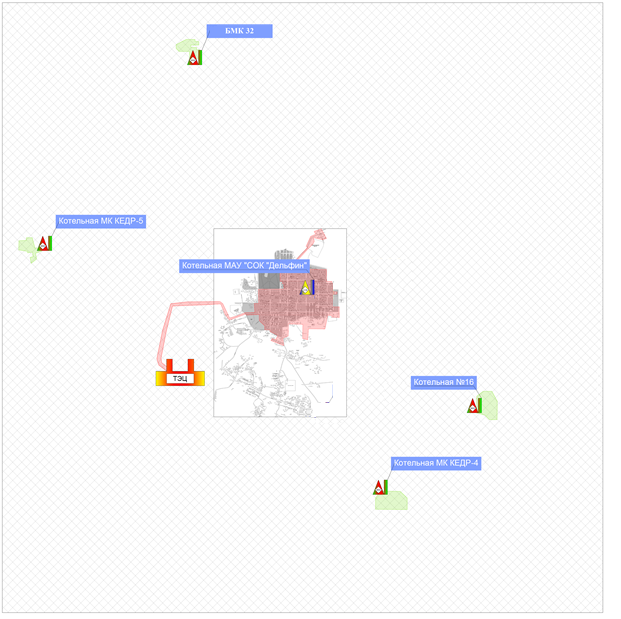 БМК 32
Котельная МК КЕДР-5
Котельная МАУ "СОК "Дельфин"
ТЭЦ
Котельная №16
Котельная МК КЕДР-4